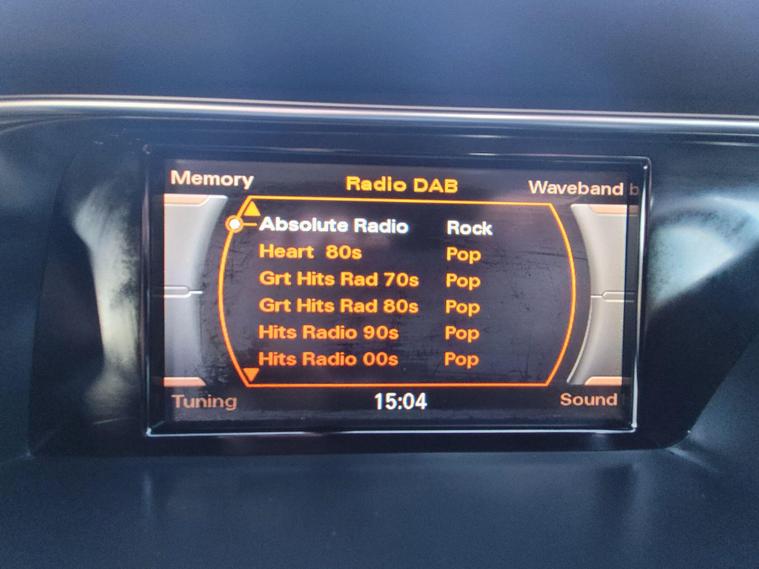 Memory Radio DAB Waveband b
Absolute Radio Rock
Heart 80s Pop
Grt Hits Rad 70s Pop
Grt Hits Rad 80s Pop
Hits Radio 90s Pop
Hits Radio 00s Pop
Tuning 15:04 Sound